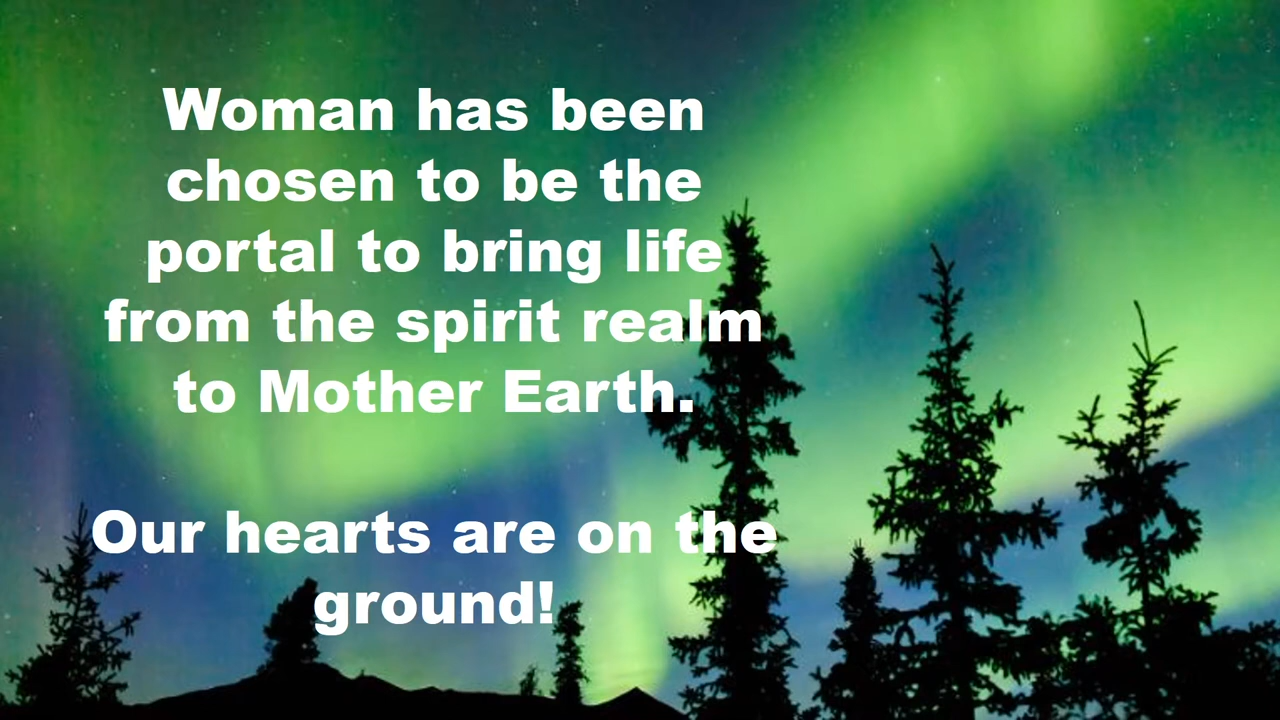 Woman has been
chosen to be the
portal to bring life
from the spirit realm
to Mother Earth.
Our hearts are on the
ground!